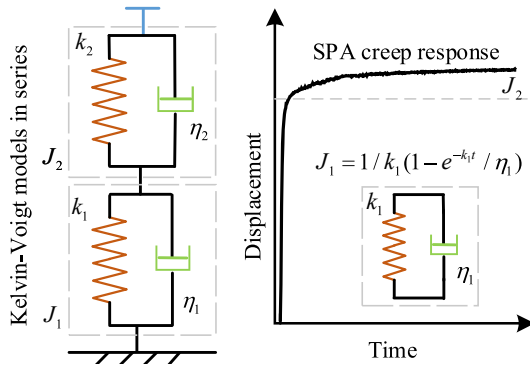 Kelvin-Voigt models in series
k₂
η₂
J₂
k₁
η₁
J₁
SPA creep response
J₂
J₁ = 1 / k₁ (1 − e^{−k₁t} / η₁)
k₁
η₁
Displacement
Time